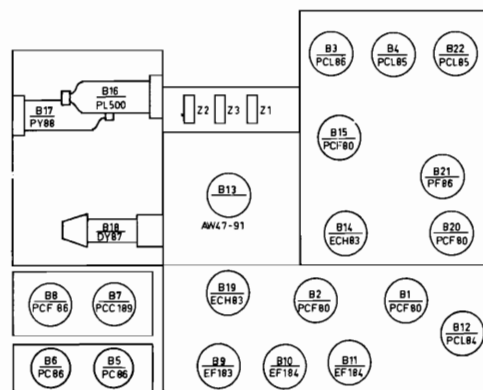 B3
PCL86
B4
PCL85
B22
PCL85
B16
PL500
B17
PY88
Z2
Z3
Z1
B15
PCF80
B21
PF86
B13
AW47-91
B18
DY87
B14
ECH83
B20
PCF80
B8
PCF 86
B7
PCC189
B19
ECH83
B2
PCF80
B1
PCF80
B12
PCL84
B6
PC86
B5
PC86
B9
EF183
B10
EF184
B11
EF184